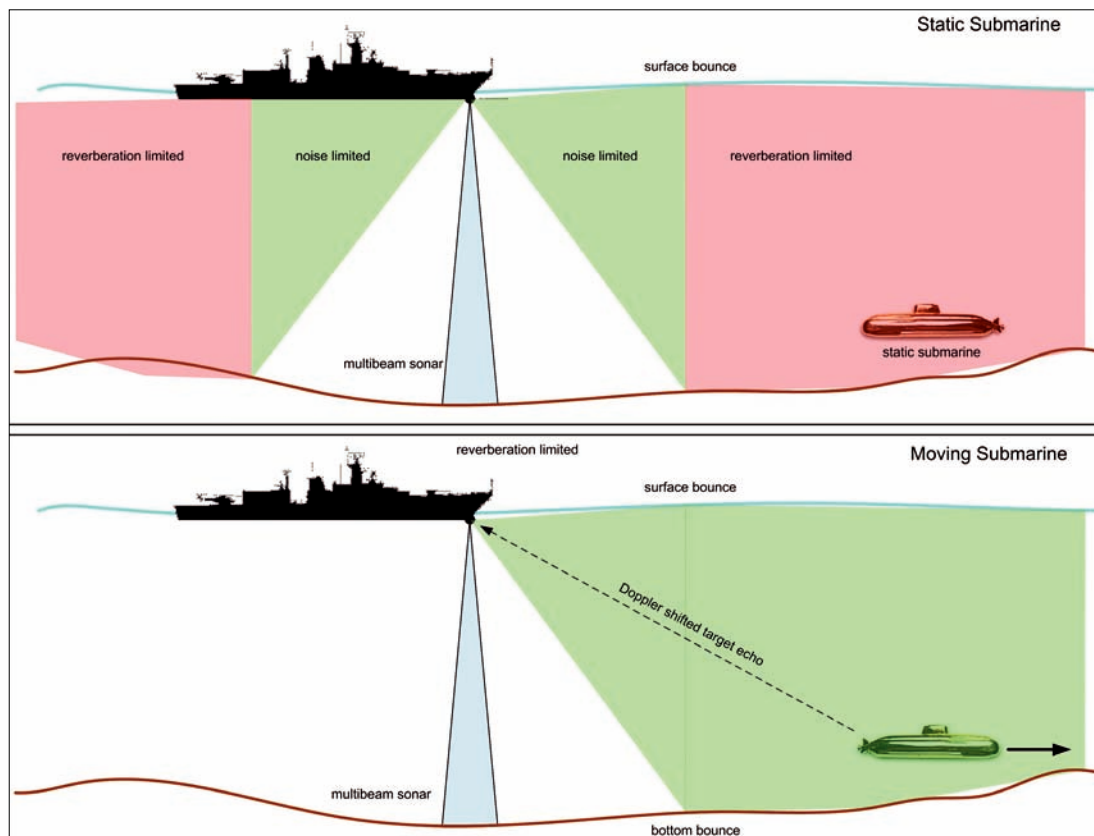 Static Submarine
surface bounce
reverberation limited
noise limited
noise limited
reverberation limited
multibeam sonar
static submarine
reverberation limited
Moving Submarine
surface bounce
Doppler shifted target echo
multibeam sonar
bottom bounce